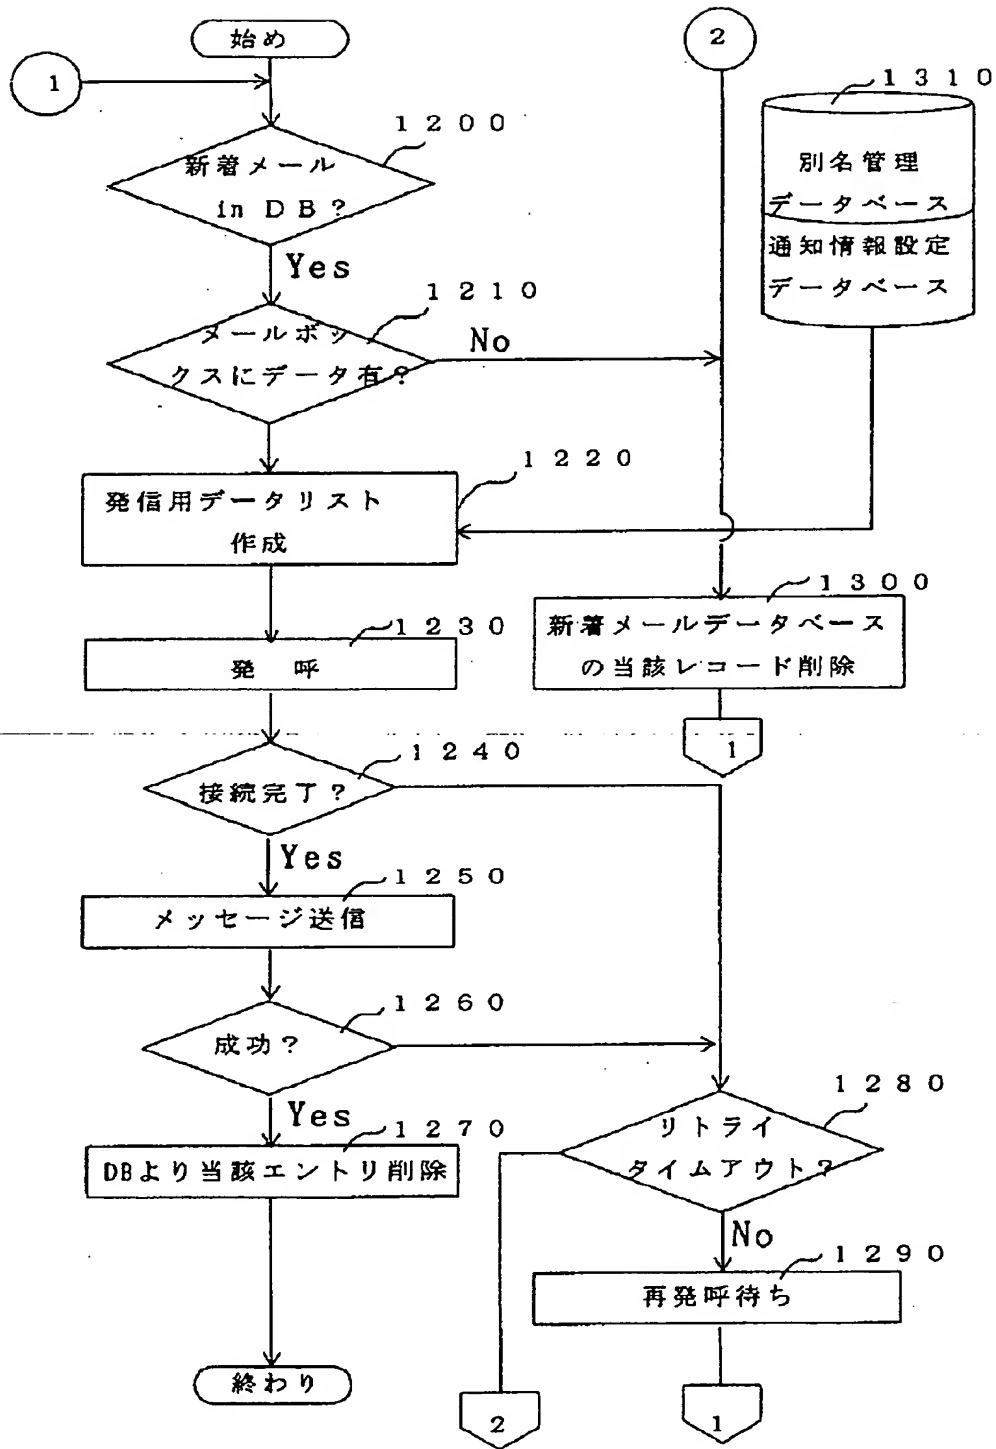 始め
1
2
1310
1200
新着メール
in DB?
別名管理
データベース
通知情報設定
データベース
Yes
1210
メールボッ
クスにデータ有?
No
1220
発信用データリスト
作成
1300
新着メールデータベース
の当該レコード削除
1230
発 呼
1
1240
接続完了?
Yes
1250
メッセージ送信
1260
成功?
Yes
1280
リトライ
タイムアウト?
1270
DBより当該エントリ削除
No
1290
再発呼待ち
終わり
2
1